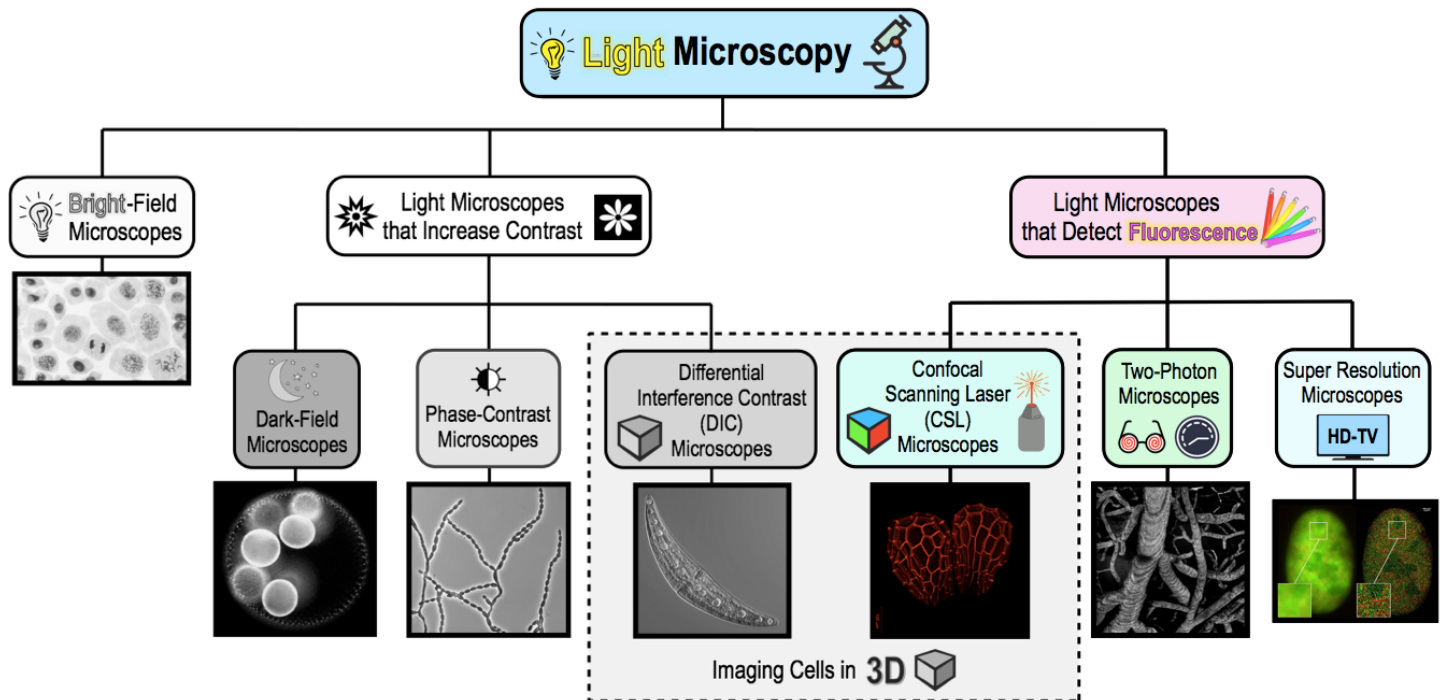 Light Microscopy
Bright-Field
Microscopes
Light Microscopes
that Increase Contrast
Light Microscopes
that Detect Fluorescence
Dark-Field
Microscopes
Phase-Contrast
Microscopes
Differential
Interference Contrast
(DIC)
Microscopes
Confocal
Scanning Laser
(CSL)
Microscopes
Two-Photon
Microscopes
Super Resolution
Microscopes
HD-TV
Imaging Cells in 3D